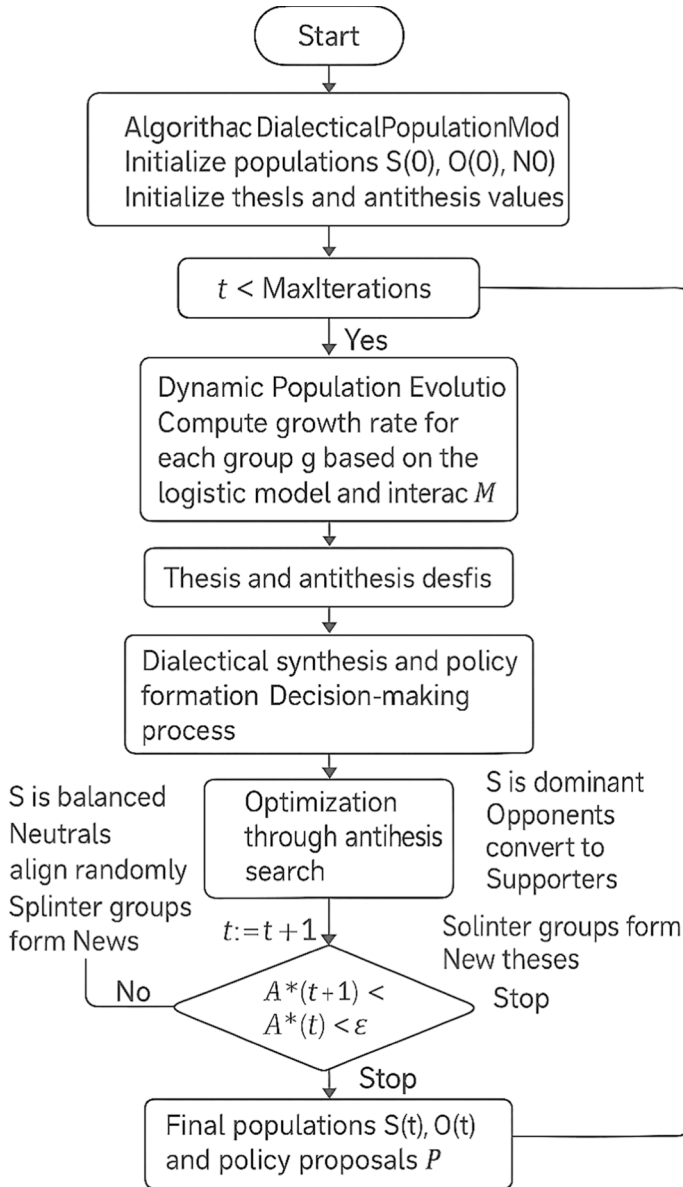 Start
Algorithac DialecticalPopulationMod
Initialize populations S(0), O(0), N0)
Initialize thesIs and antithesis values
t < MaxIterations
Yes
Dynamic Population Evolutio
Compute growth rate for
each group g based on the
logistic model and interac M
Thesis and antithesis desfis
Dialectical synthesis and policy
formation Decision-making
process
S is balanced
Neutrals
align randomly
Splinter groups
form News
Optimization
through antihesis
search
S is dominant
Opponents
convert to
Supporters
t:=t+1
Solinter groups form
New theses
No
A*(t+1) <
A*(t) < ε
Stop
Stop
Final populations S(t), O(t)
and policy proposals P